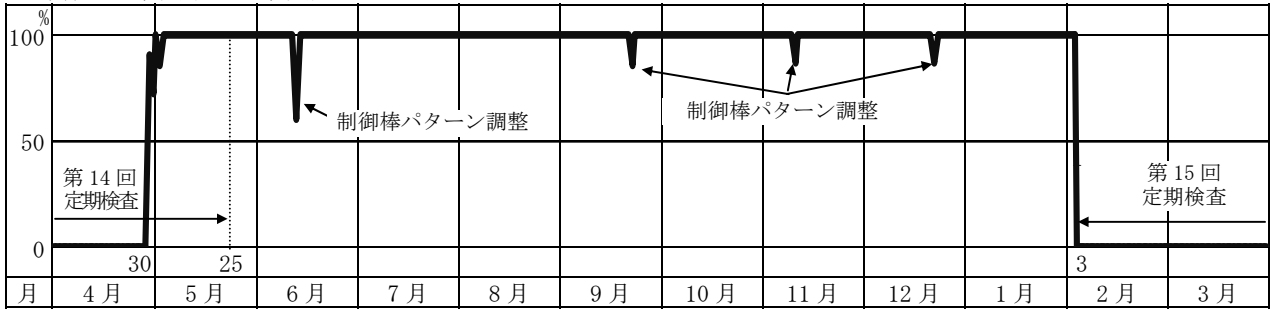 %
100
制御棒パターン調整
制御棒パターン調整
50
第 14 回
定期検査
第 15 回
定期検査
0
30
25
3
月 4 月 5 月 6 月 7 月 8 月 9 月 10 月 11 月 12 月 1 月 2 月 3 月